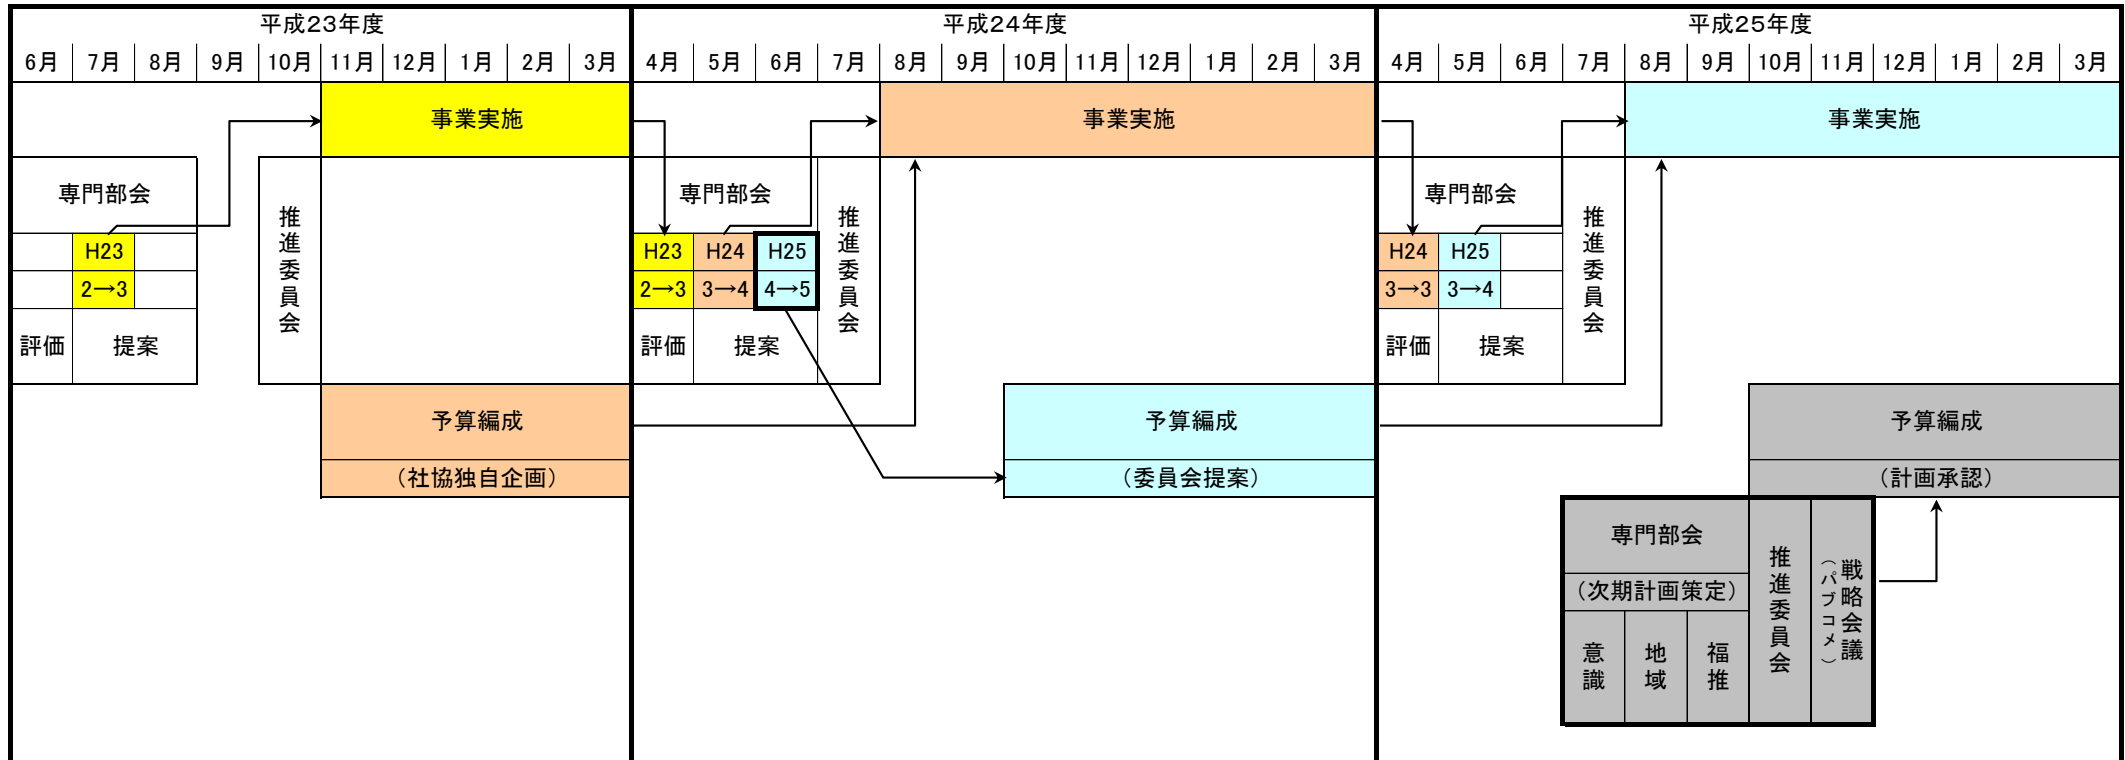 平成23年度 平成24年度 平成25年度
6月 7月 8月 9月 10月 11月 12月 1月 2月 3月 4月 5月 6月 7月 8月 9月 10月 11月 12月 1月 2月 3月 4月 5月 6月 7月 8月 9月 10月 11月 12月 1月 2月 3月
事業実施 事業実施 事業実施
専門部会 専門部会 専門部会
推進委員会 推進委員会 推進委員会
H23 H23 H24 H25 H24 H25
2→3 2→3 3→4 4→5 3→3 3→4
評価 提案 評価 提案 評価 提案
予算編成 予算編成 予算編成
（社協独自企画） （委員会提案） （計画承認）
専門部会
（次期計画策定）
意識 地域 福推
推進委員会
戦略会議
（パブコメ）